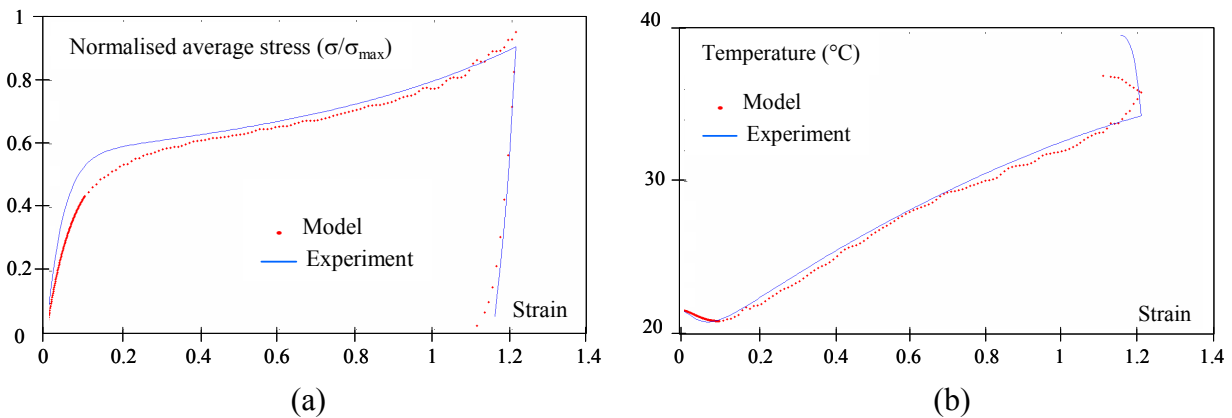 1
Normalised average stress (σ/σmax)
0.8
0.6
0.4
Model
Experiment
0.2
Strain
0
0 0.2 0.4 0.6 0.8 1 1.2 1.4
(a)
40
Temperature (°C)
Model
Experiment
30
Strain
20
0 0.2 0.4 0.6 0.8 1 1.2 1.4
(b)